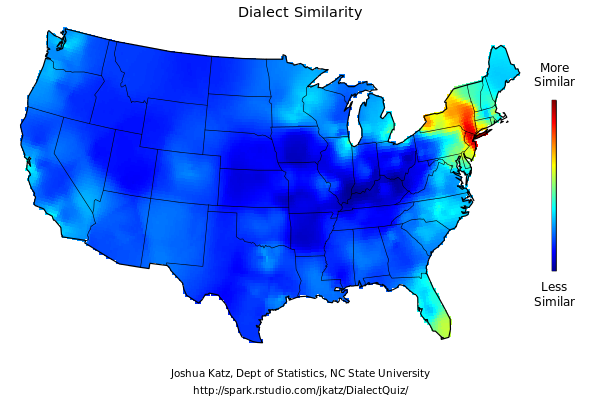 Dialect Similarity
More
Similar
Less
Similar
Joshua Katz, Dept of Statistics, NC State University
http://spark.rstudio.com/jkatz/DialectQuiz/